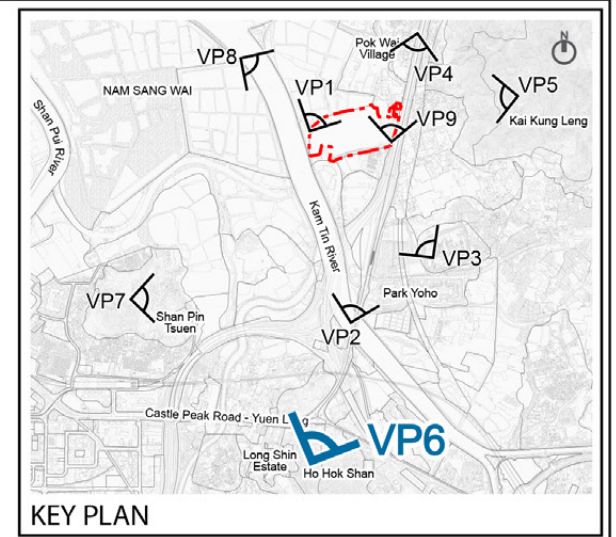 N
VP8
Pok Wai
Village
VP4
VP5
NAM SANG WAI
VP1
VP9
Kai Kung Leng
Shan Pui River
Kam Tin River
VP3
VP7
Shan Pin
Tsuen
Park Yoho
VP2
Castle Peak Road - Yuen Long
VP6
Long Shin
Estate
Ho Hok Shan
KEY PLAN